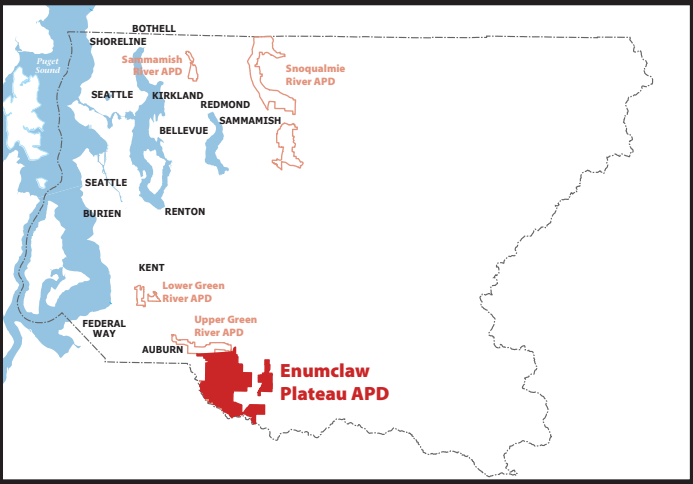 BOTHELL
SHORELINE
Puget
Sound
Sammamish
River APD
Snoqualmie
River APD
SEATTLE
KIRKLAND
REDMOND
SAMMAMISH
BELLEVUE
SEATTLE
BURIEN
RENTON
KENT
Lower Green
River APD
Upper Green
River APD
FEDERAL
WAY
AUBURN
Enumclaw
Plateau APD